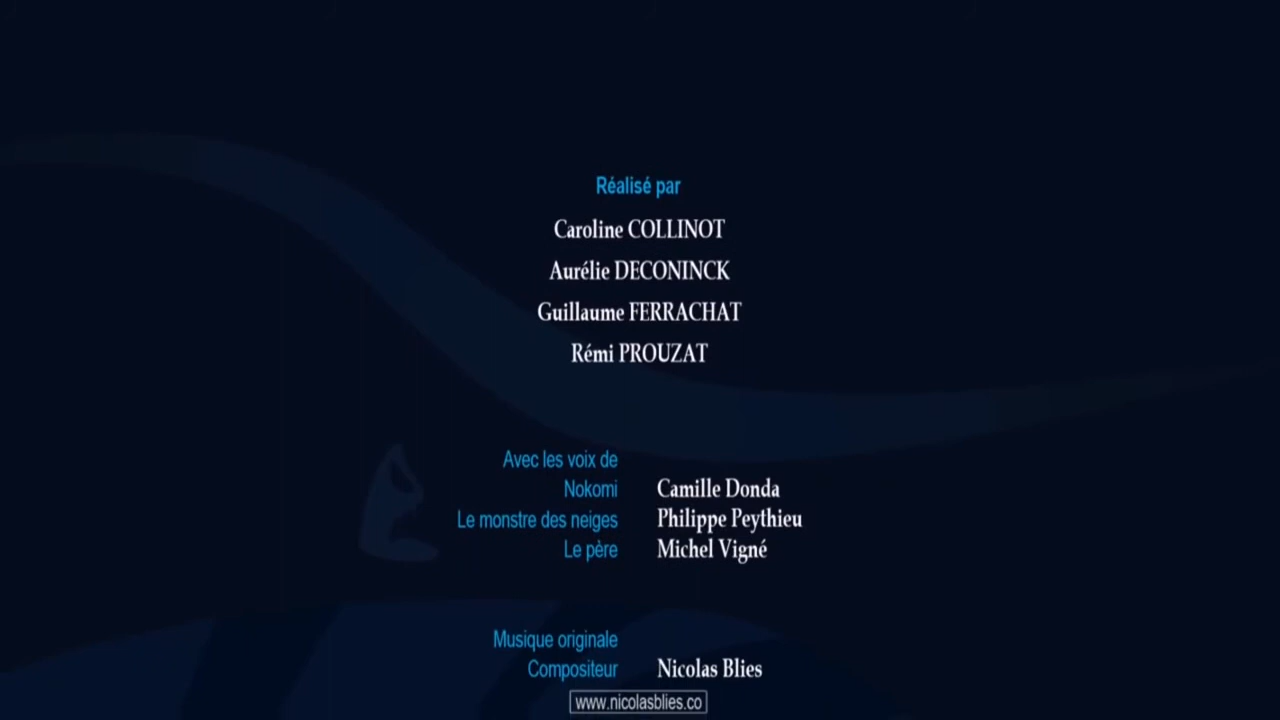 Réalisé par
Caroline COLLINOT
Aurélie DECONINCK
Guillaume FERRACHAT
Rémi PROUZAT
Avec les voix de
Nokomi Camille Donda
Le monstre des neiges Philippe Peythieu
Le père Michel Vigné
Musique originale
Compositeur Nicolas Blies
www.nicolasblies.co